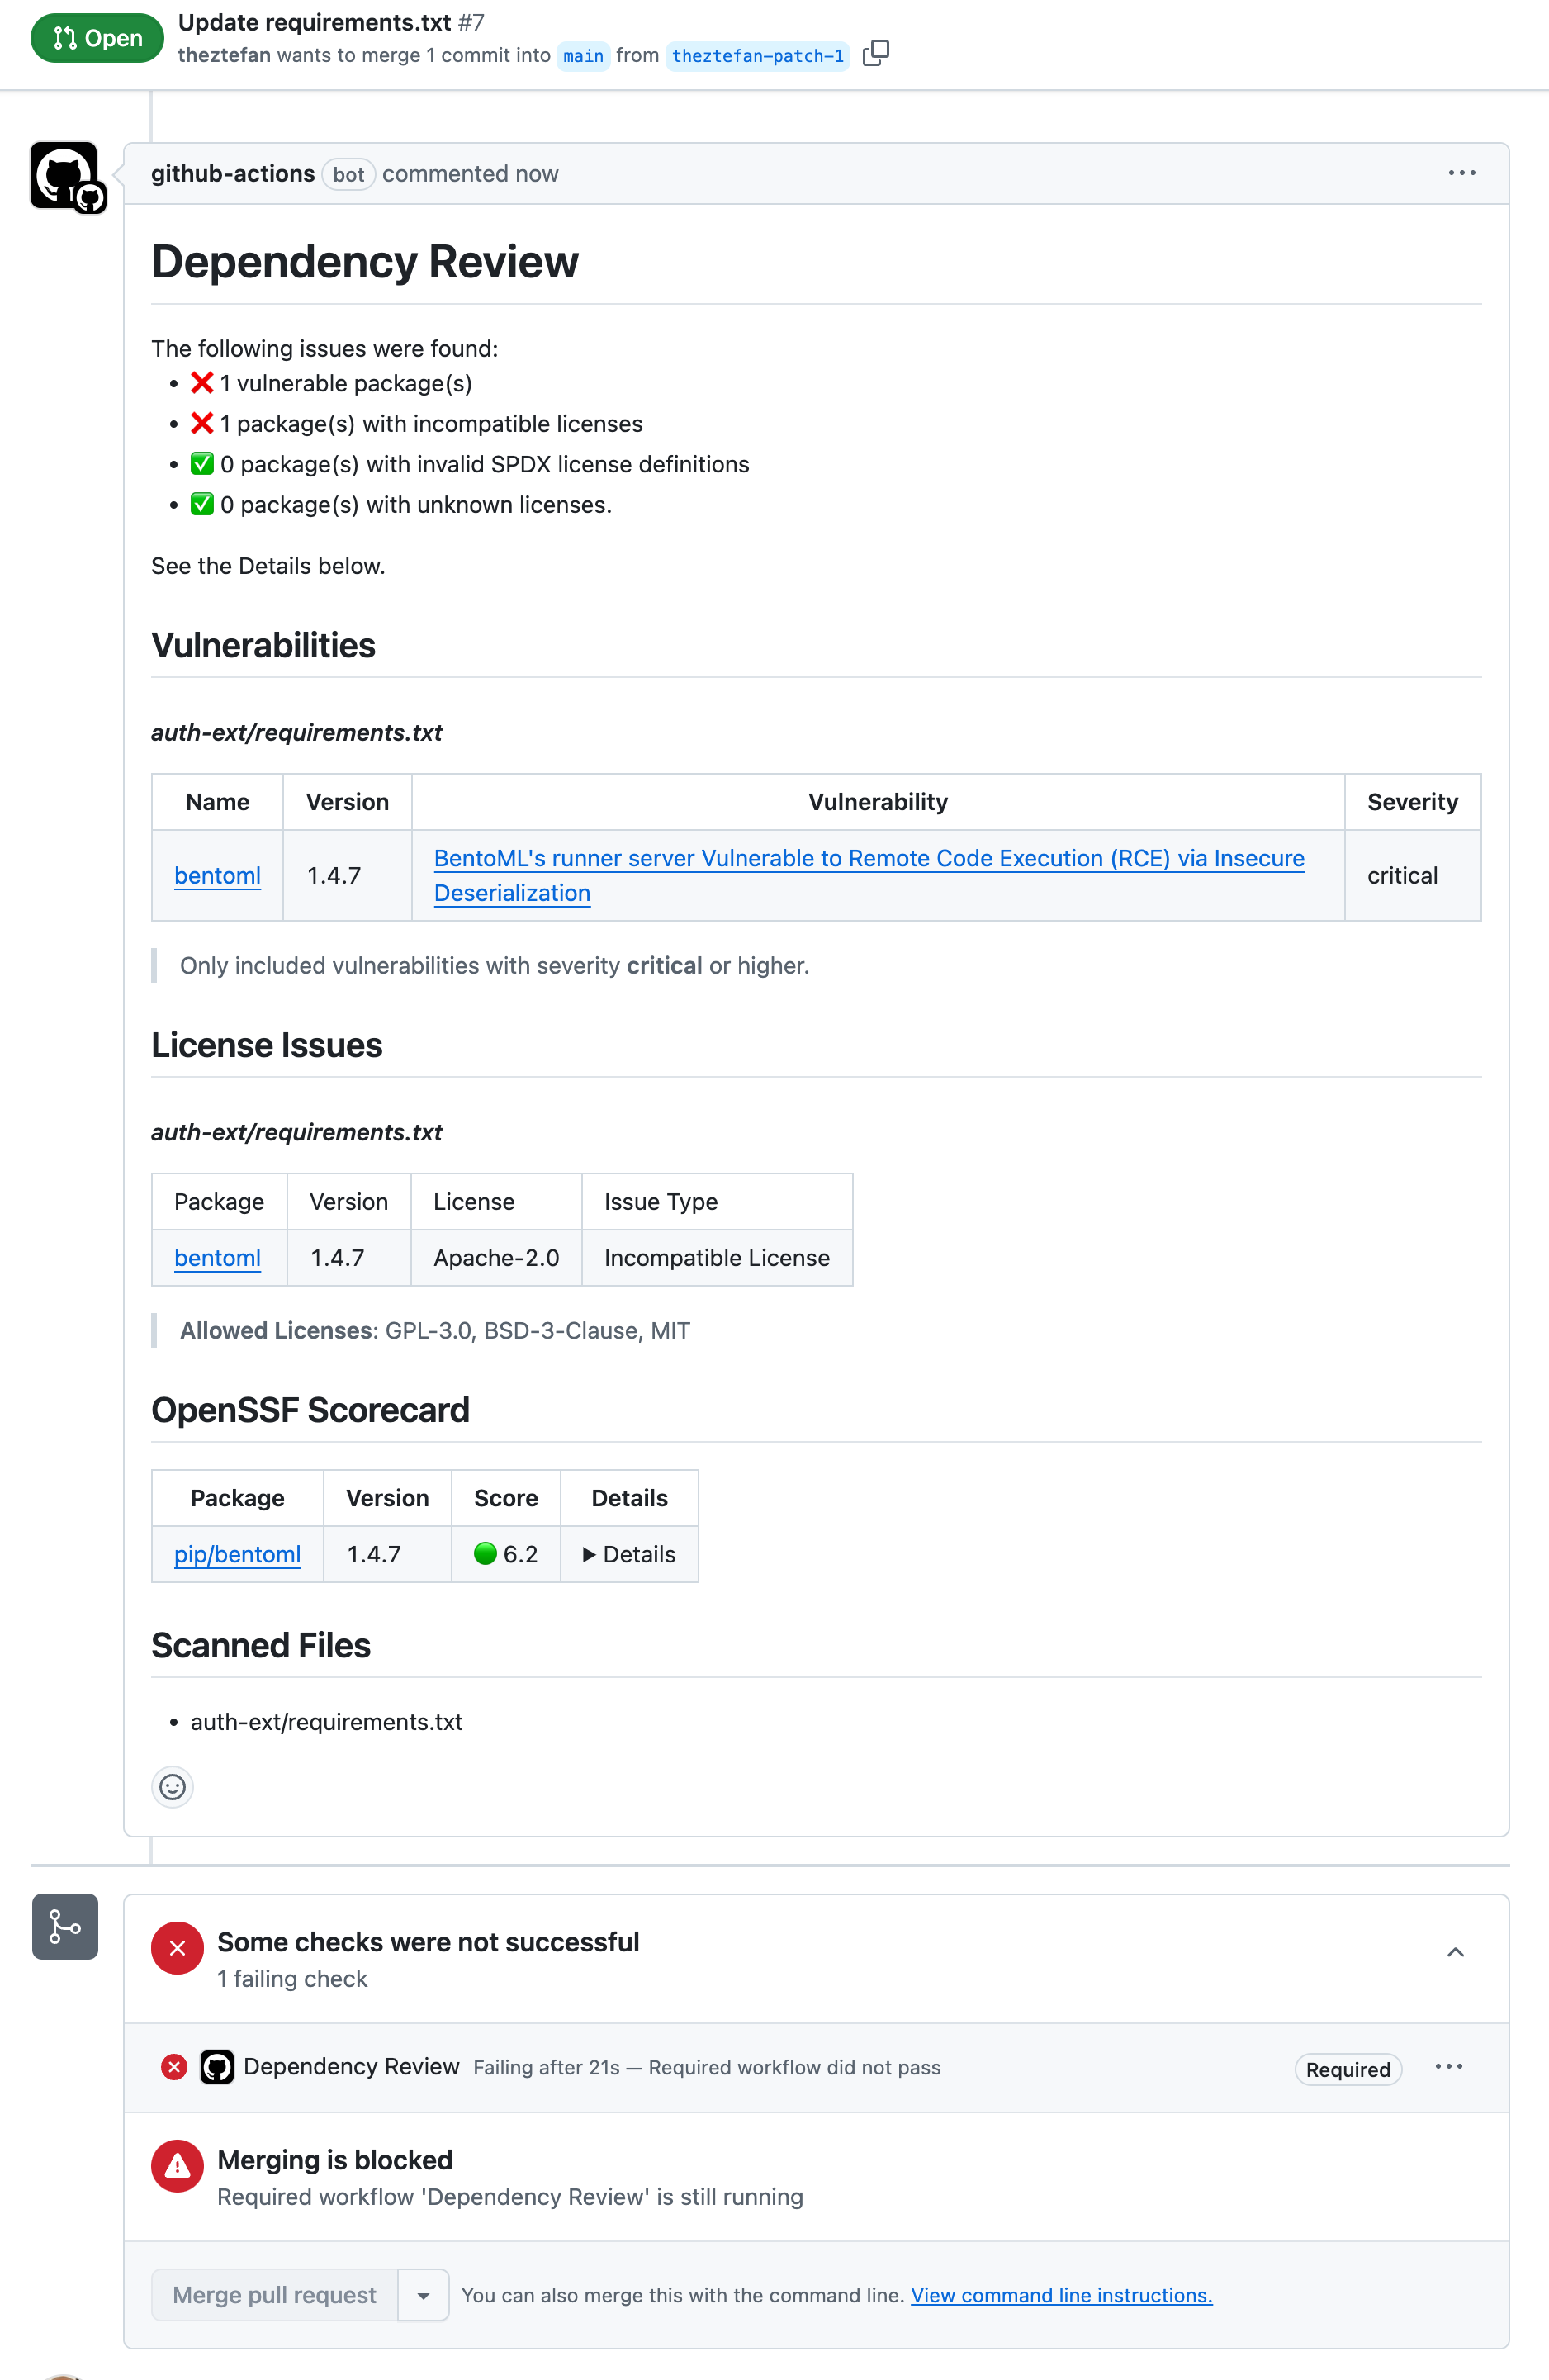 Open
Update requirements.txt #7
theztefan wants to merge 1 commit into main from theztefan-patch-1
github-actions bot commented now
Dependency Review
The following issues were found:
• ❌ 1 vulnerable package(s)
• ❌ 1 package(s) with incompatible licenses
• ✅ 0 package(s) with invalid SPDX license definitions
• ✅ 0 package(s) with unknown licenses.
See the Details below.
Vulnerabilities
auth-ext/requirements.txt
Name Version Vulnerability Severity
bentoml 1.4.7 BentoML's runner server Vulnerable to Remote Code Execution (RCE) via Insecure
Deserialization critical
Only included vulnerabilities with severity critical or higher.
License Issues
auth-ext/requirements.txt
Package Version License Issue Type
bentoml 1.4.7 Apache-2.0 Incompatible License
Allowed Licenses: GPL-3.0, BSD-3-Clause, MIT
OpenSSF Scorecard
Package Version Score Details
pip/bentoml 1.4.7 🟢 6.2 ▶ Details
Scanned Files
• auth-ext/requirements.txt
Some checks were not successful
1 failing check
Dependency Review Failing after 21s — Required workflow did not pass Required
Merging is blocked
Required workflow 'Dependency Review' is still running
Merge pull request You can also merge this with the command line. View command line instructions.